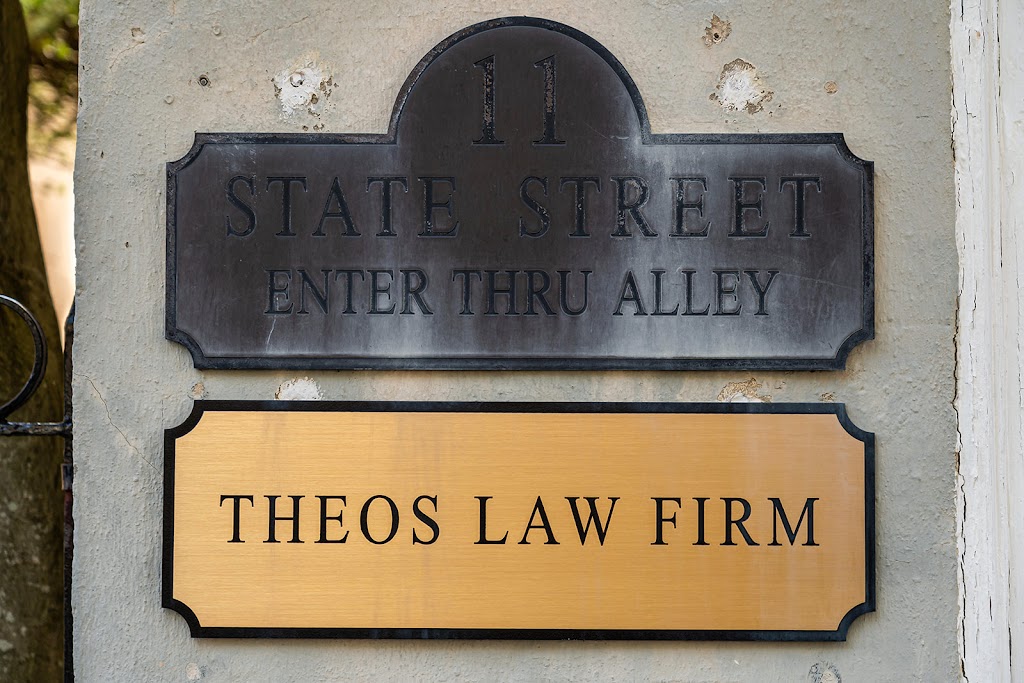 11
STATE STREET
ENTER THRU ALLEY
THEOS LAW FIRM